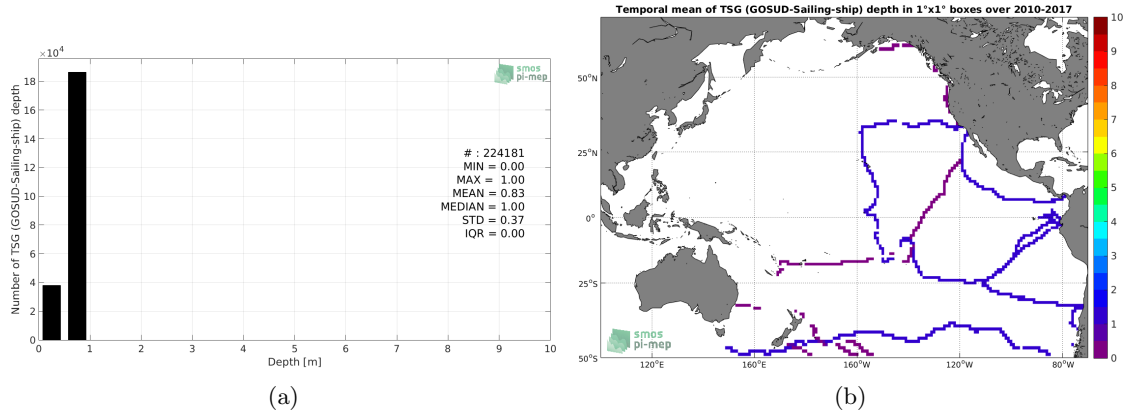 ×10⁴
18
16
14
12
10
8
6
4
2
0
Number of TSG (GOSUD-Sailing-ship) depth
smos
pi-mep
# : 224181
MIN = 0.00
MAX = 1.00
MEAN = 0.83
MEDIAN = 1.00
STD = 0.37
IQR = 0.00
0 1 2 3 4 5 6 7 8 9 10
Depth [m]
(a)
Temporal mean of TSG (GOSUD-Sailing-ship) depth in 1°x1° boxes over 2010-2017
50°N
25°N
0°
25°S
50°S
120°E 160°E 160°W 120°W 80°W
smos
pi-mep
10
9
8
7
6
5
4
3
2
1
0
(b)